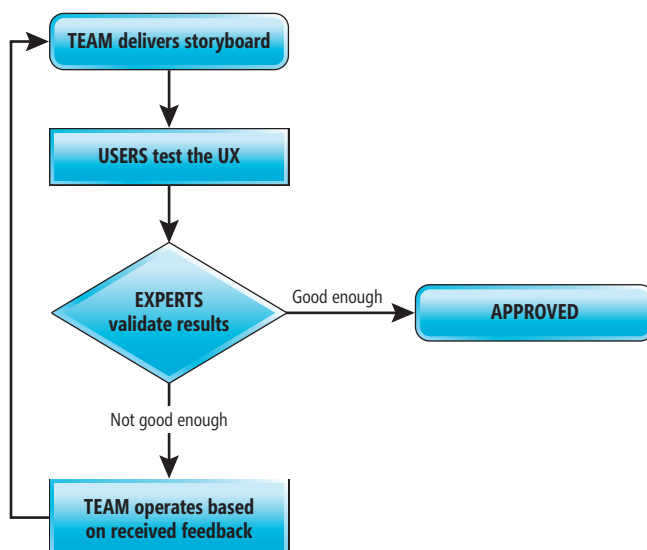 TEAM delivers storyboard
USERS test the UX
EXPERTS
validate results
Good enough
APPROVED
Not good enough
TEAM operates based
on received feedback